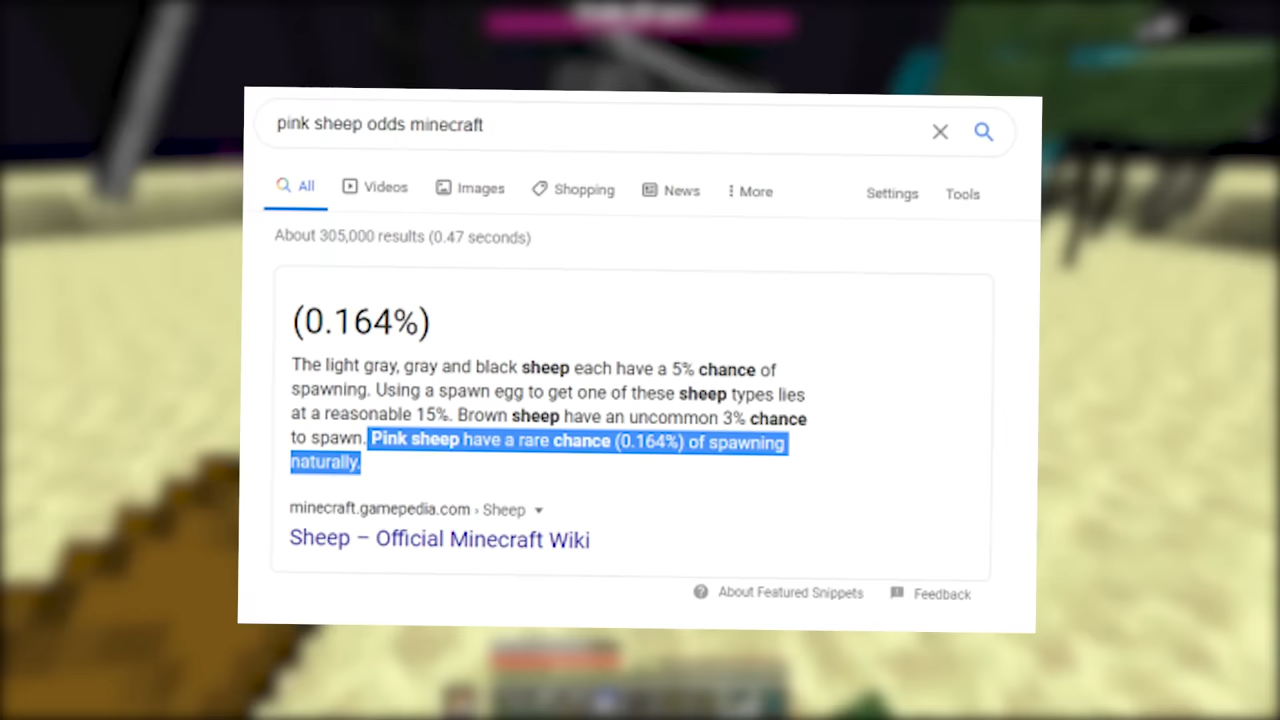 pink sheep odds minecraft
All Videos Images Shopping News More Settings Tools
About 305,000 results (0.47 seconds)
(0.164%)
The light gray, gray and black sheep each have a 5% chance of
spawning. Using a spawn egg to get one of these sheep types lies
at a reasonable 15%. Brown sheep have an uncommon 3% chance
to spawn. Pink sheep have a rare chance (0.164%) of spawning
naturally.
minecraft.gamepedia.com › Sheep
Sheep – Official Minecraft Wiki
About Featured Snippets Feedback